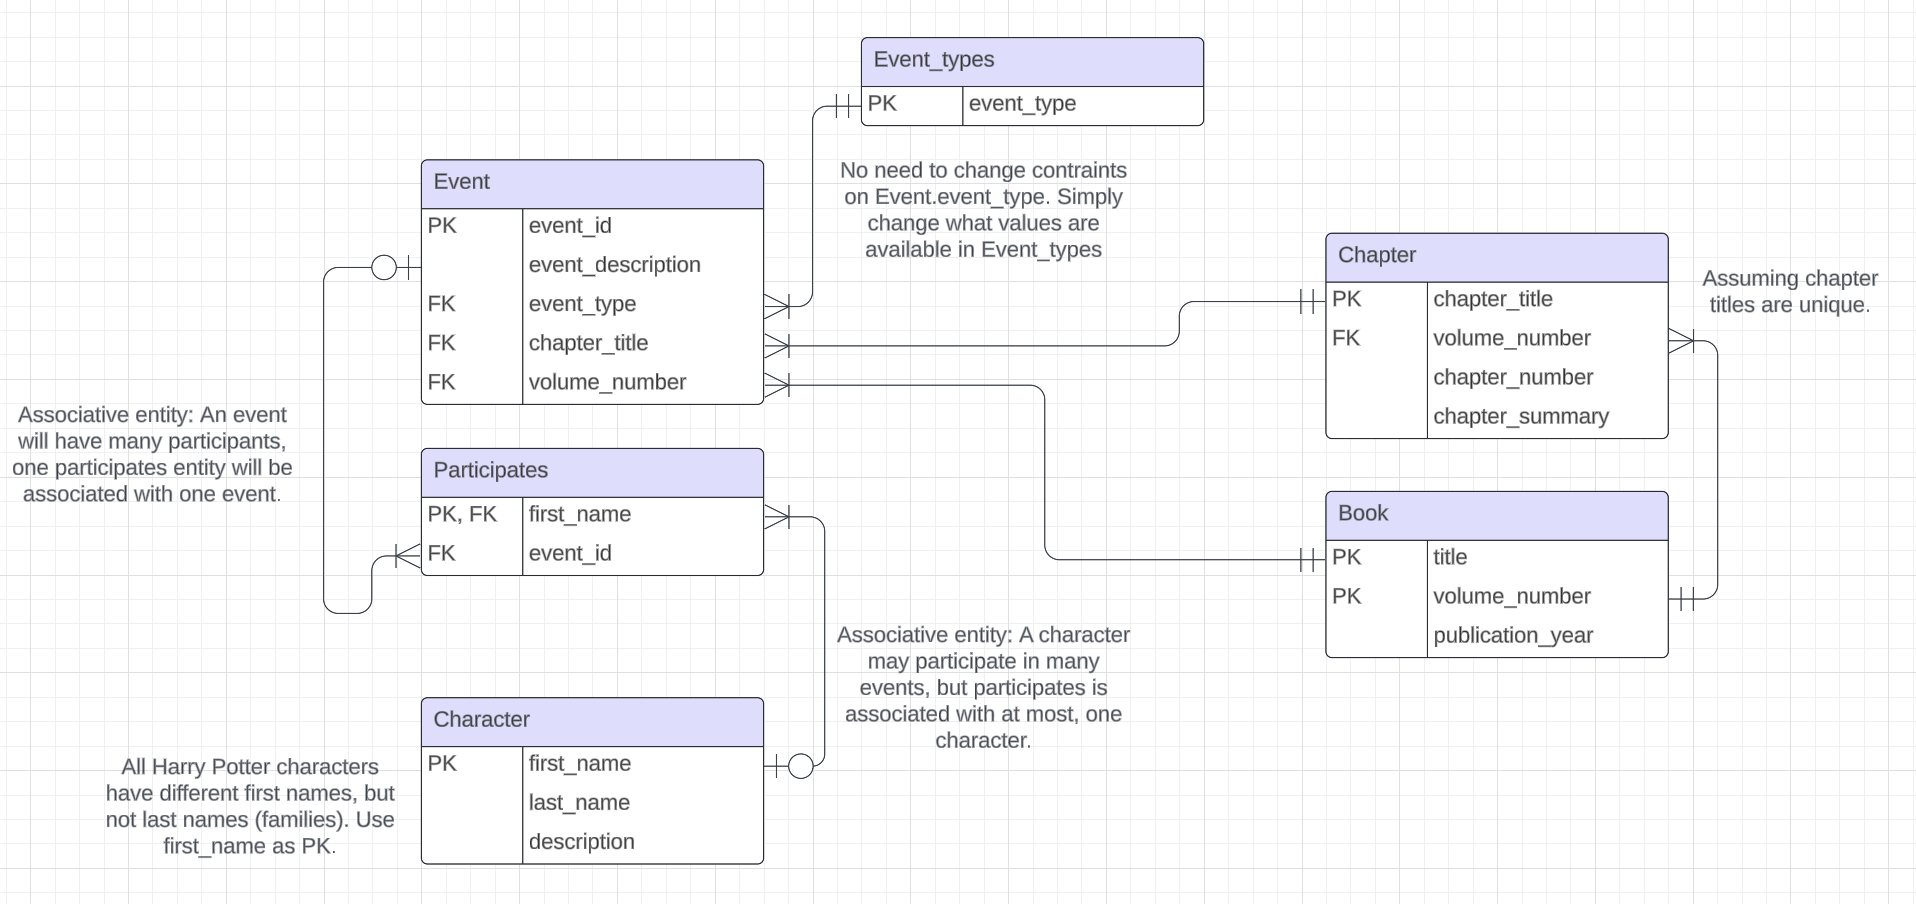 Event_types
PK event_type
No need to change contraints
on Event.event_type. Simply
change what values are
available in Event_types
Event
PK event_id
event_description
FK event_type
FK chapter_title
FK volume_number
Chapter
PK chapter_title
FK volume_number
chapter_number
chapter_summary
Assuming chapter
titles are unique.
Associative entity: An event
will have many participants,
one participates entity will be
associated with one event.
Participates
PK, FK first_name
FK event_id
Book
PK title
PK volume_number
publication_year
Associative entity: A character
may participate in many
events, but participates is
associated with at most, one
character.
Character
PK first_name
last_name
description
All Harry Potter characters
have different first names, but
not last names (families). Use
first_name as PK.